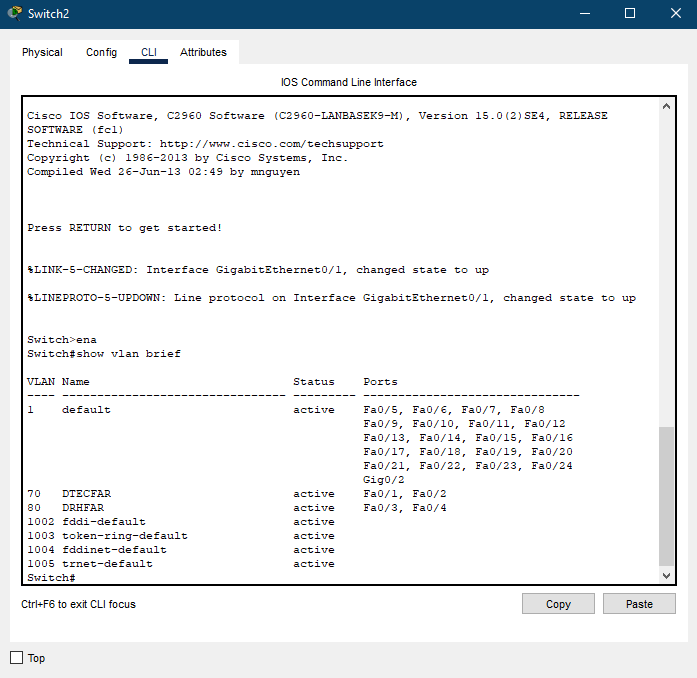 Switch2
Physical Config CLI Attributes
IOS Command Line Interface
Cisco IOS Software, C2960 Software (C2960-LANBASEK9-M), Version 15.0(2)SE4, RELEASE
SOFTWARE (fc1)
Technical Support: http://www.cisco.com/techsupport
Copyright (c) 1986-2013 by Cisco Systems, Inc.
Compiled Wed 26-Jun-13 02:49 by mnguyen
Press RETURN to get started!
%LINK-5-CHANGED: Interface GigabitEthernet0/1, changed state to up
%LINEPROTO-5-UPDOWN: Line protocol on Interface GigabitEthernet0/1, changed state to up
Switch>ena
Switch#show vlan brief
VLAN Name                             Status    Ports
---- -------------------------------- --------- -------------------------------
1    default                          active    Fa0/5, Fa0/6, Fa0/7, Fa0/8
                                                Fa0/9, Fa0/10, Fa0/11, Fa0/12
                                                Fa0/13, Fa0/14, Fa0/15, Fa0/16
                                                Fa0/17, Fa0/18, Fa0/19, Fa0/20
                                                Fa0/21, Fa0/22, Fa0/23, Fa0/24
                                                Gig0/2
70   DTECFAR                          active    Fa0/1, Fa0/2
80   DRHFAR                           active    Fa0/3, Fa0/4
1002 fddi-default                     active
1003 token-ring-default               active
1004 fddinet-default                  active
1005 trnet-default                    active
Switch#
Ctrl+F6 to exit CLI focus
Copy Paste
Top